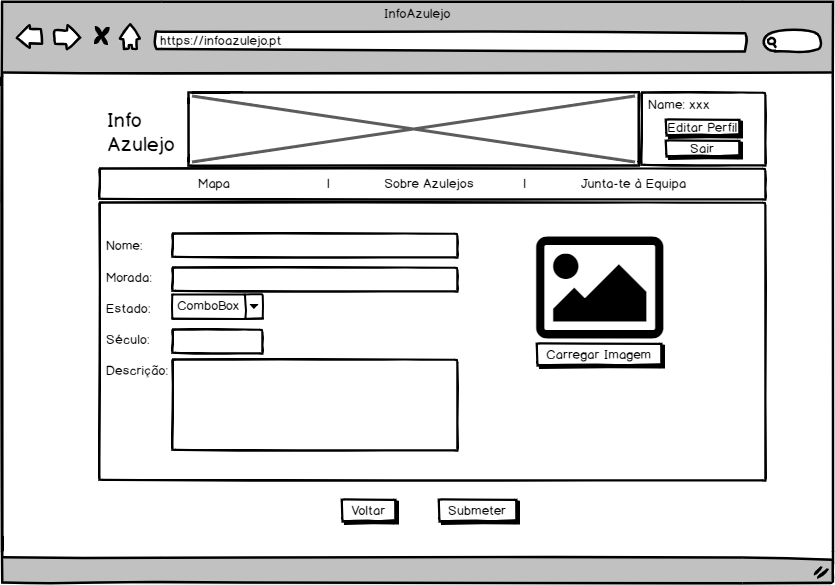 InfoAzulejo
https://infoazulejo.pt
Info
Azulejo
Name: xxx
Editar Perfil
Sair
Mapa | Sobre Azulejos | Junta-te à Equipa
Nome:
Morada:
Estado: ComboBox
Século:
Descrição:
Carregar Imagem
Voltar Submeter